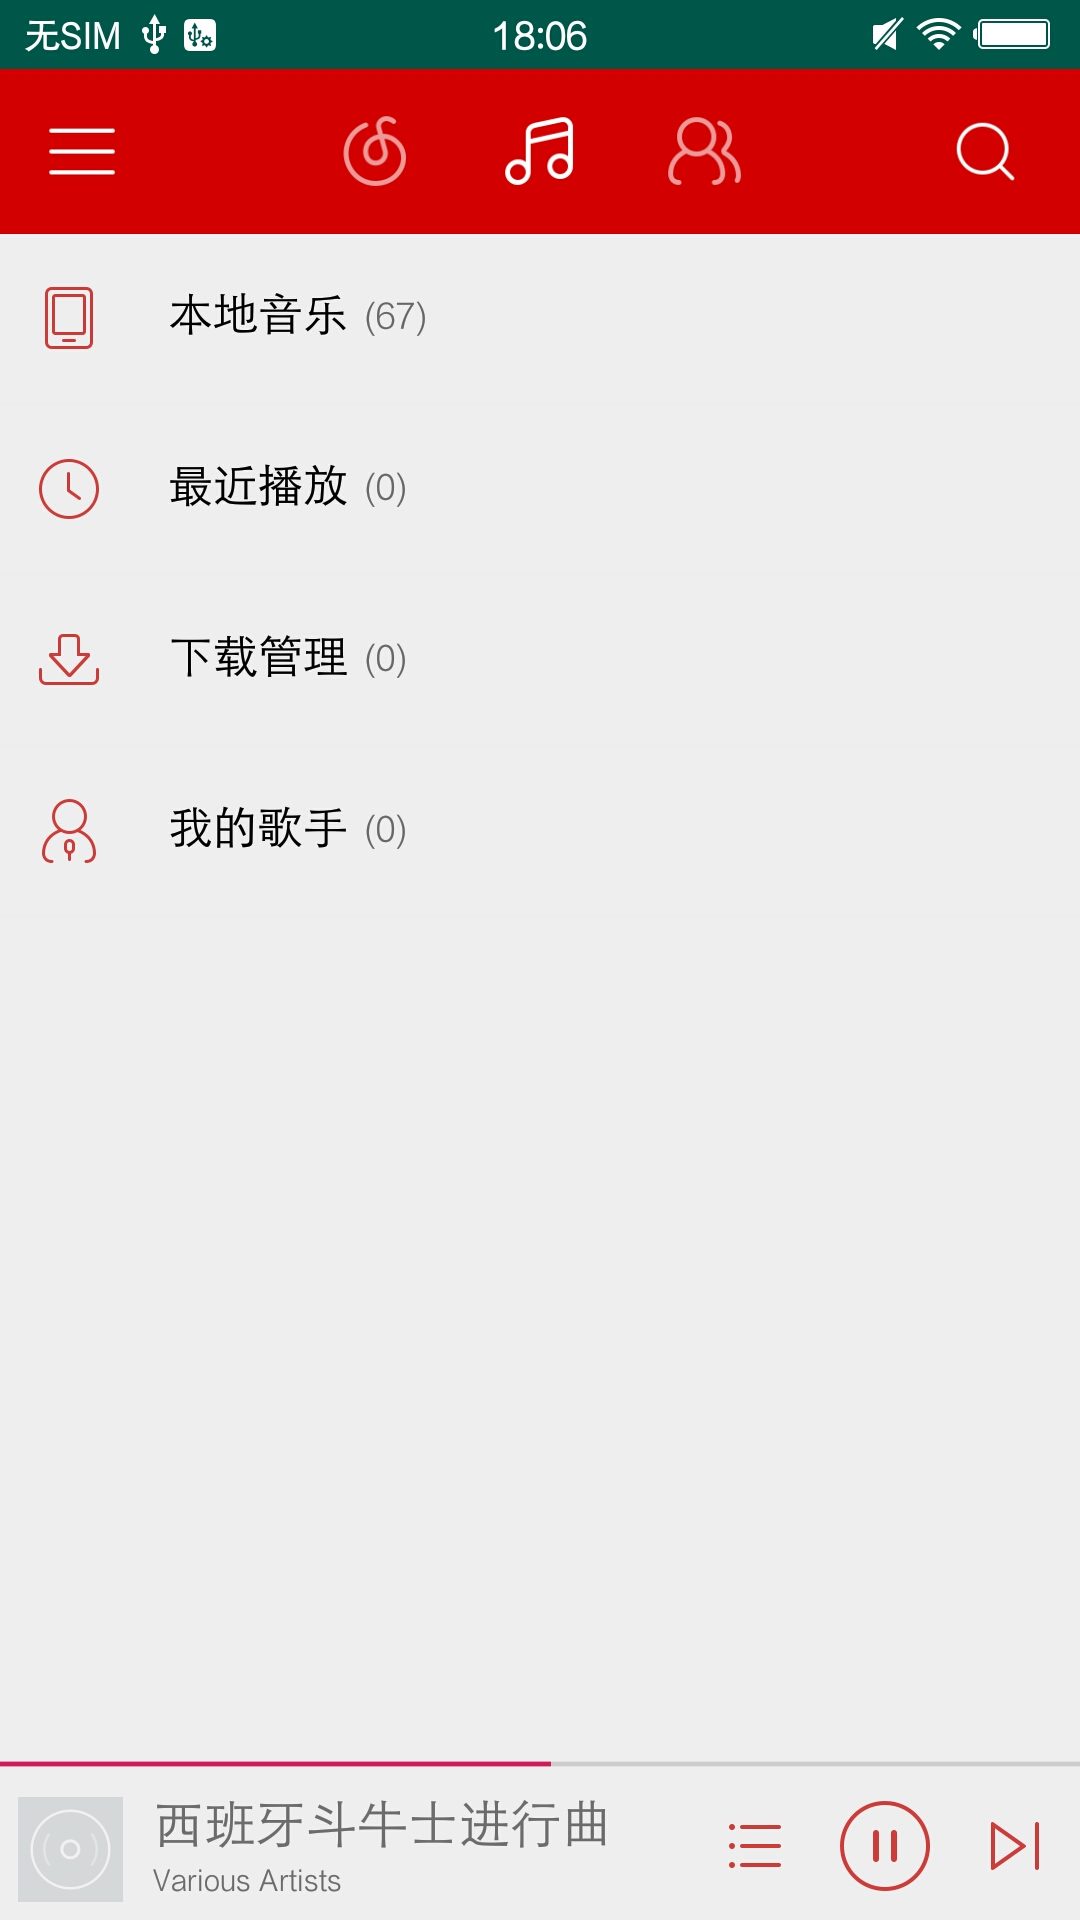 无SIM 18:06
本地音乐 (67)
最近播放 (0)
下载管理 (0)
我的歌手 (0)
西班牙斗牛士进行曲
Various Artists